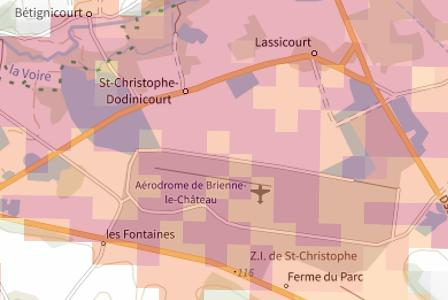 Bétignicourt
Lassicourt
la Voire
St-Christophe-
Dodinicourt
Aérodrome de Brienne-
le-Château
les Fontaines
Z.I. de St-Christophe
116
Ferme du Parc